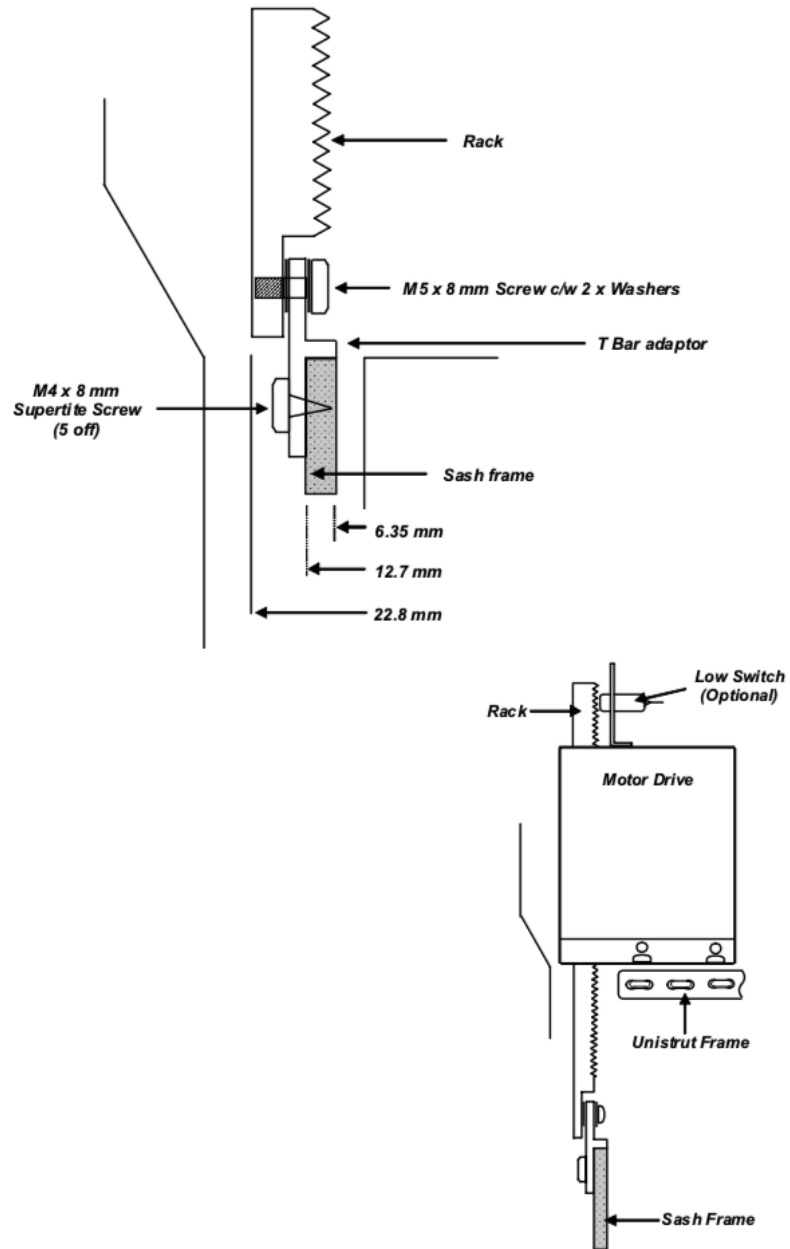 Rack
M5 x 8 mm Screw c/w 2 x Washers
T Bar adaptor
M4 x 8 mm
Supertite Screw
(5 off)
Sash frame
6.35 mm
12.7 mm
22.8 mm
Low Switch
(Optional)
Rack
Motor Drive
Unistrut Frame
Sash Frame